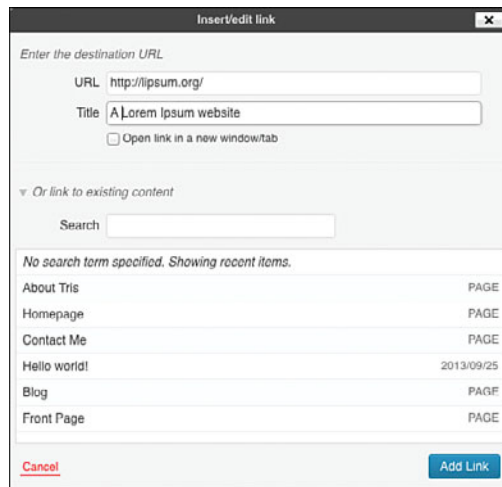 Insert/edit link
Enter the destination URL
URL http://lipsum.org/
Title A Lorem Ipsum website
Open link in a new window/tab
Or link to existing content
Search
No search term specified. Showing recent items.
About Tris PAGE
Homepage PAGE
Contact Me PAGE
Hello world! 2013/09/25
Blog PAGE
Front Page PAGE
Cancel Add Link